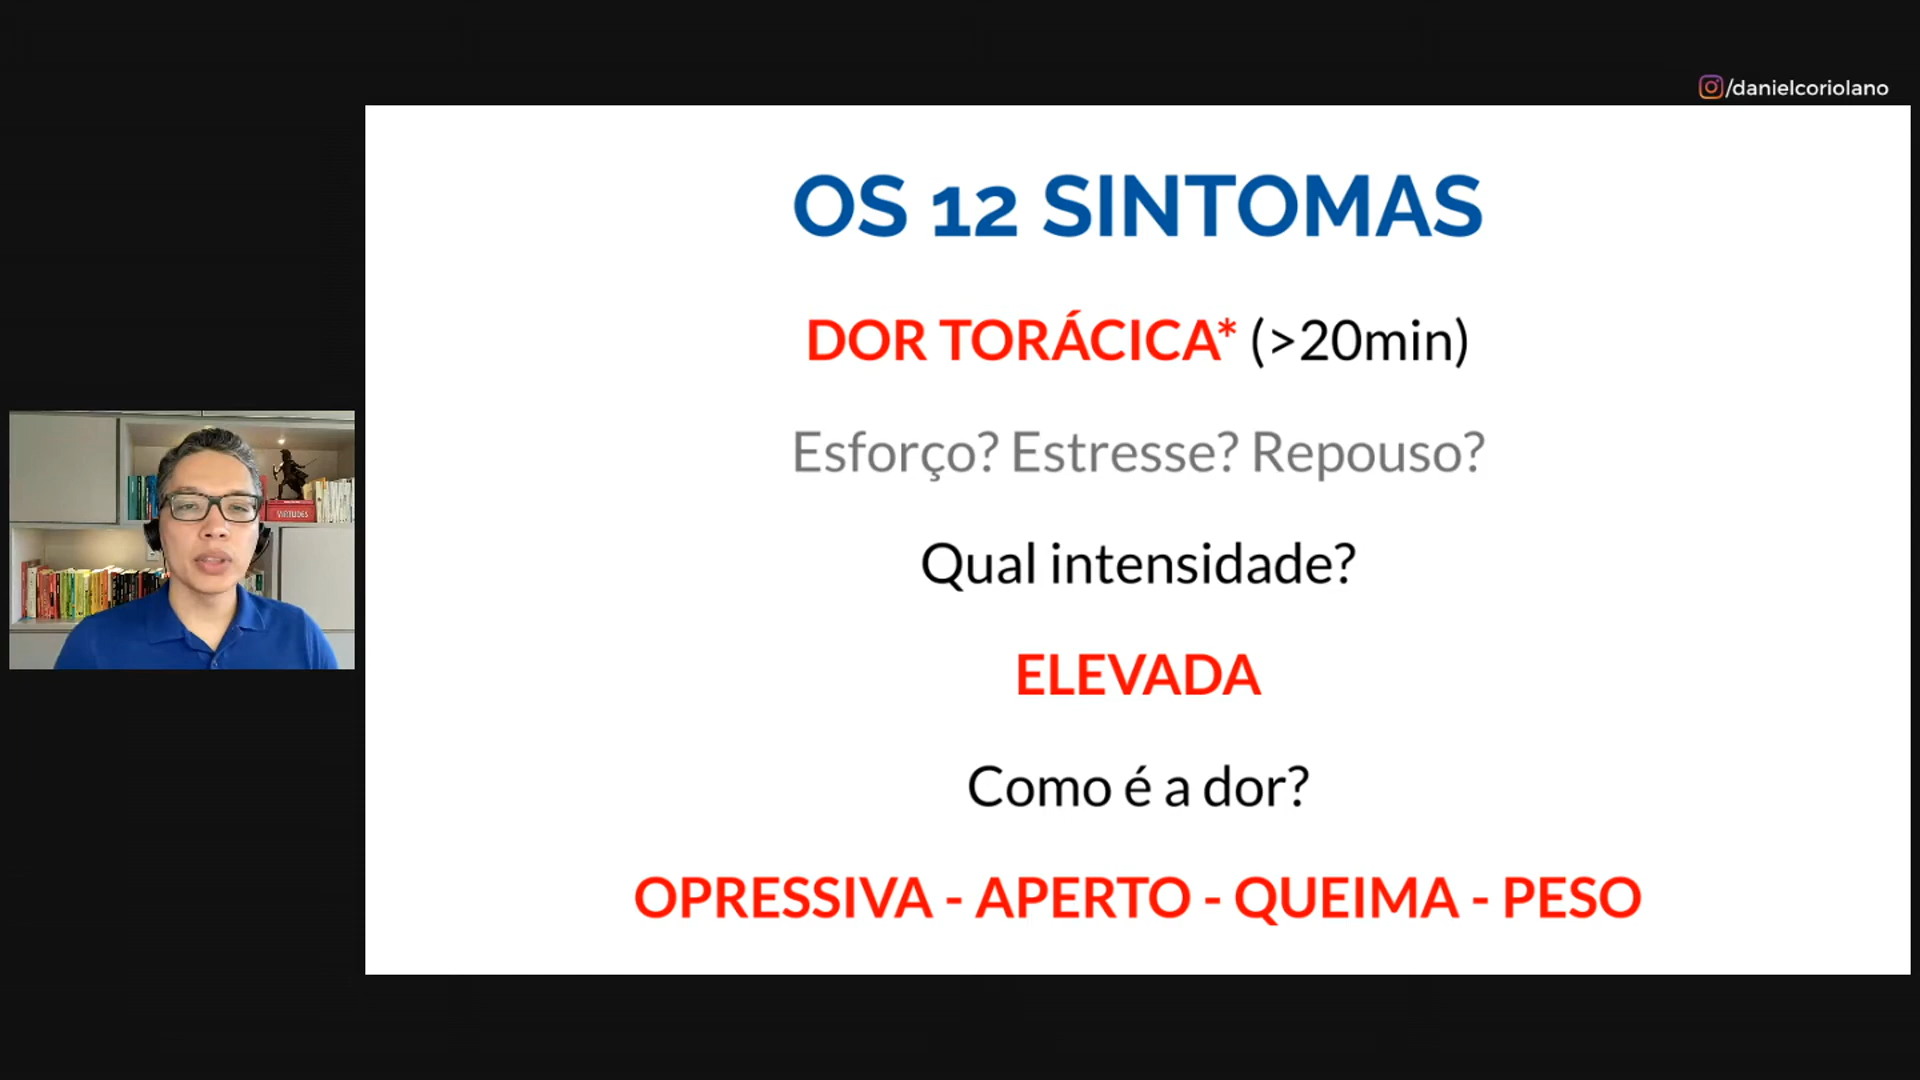 /danielcoriolano
OS 12 SINTOMAS
DOR TORÁCICA* (>20min)
Esforço? Estresse? Repouso?
Qual intensidade?
ELEVADA
Como é a dor?
OPRESSIVA - APERTO - QUEIMA - PESO
VIRTUDES